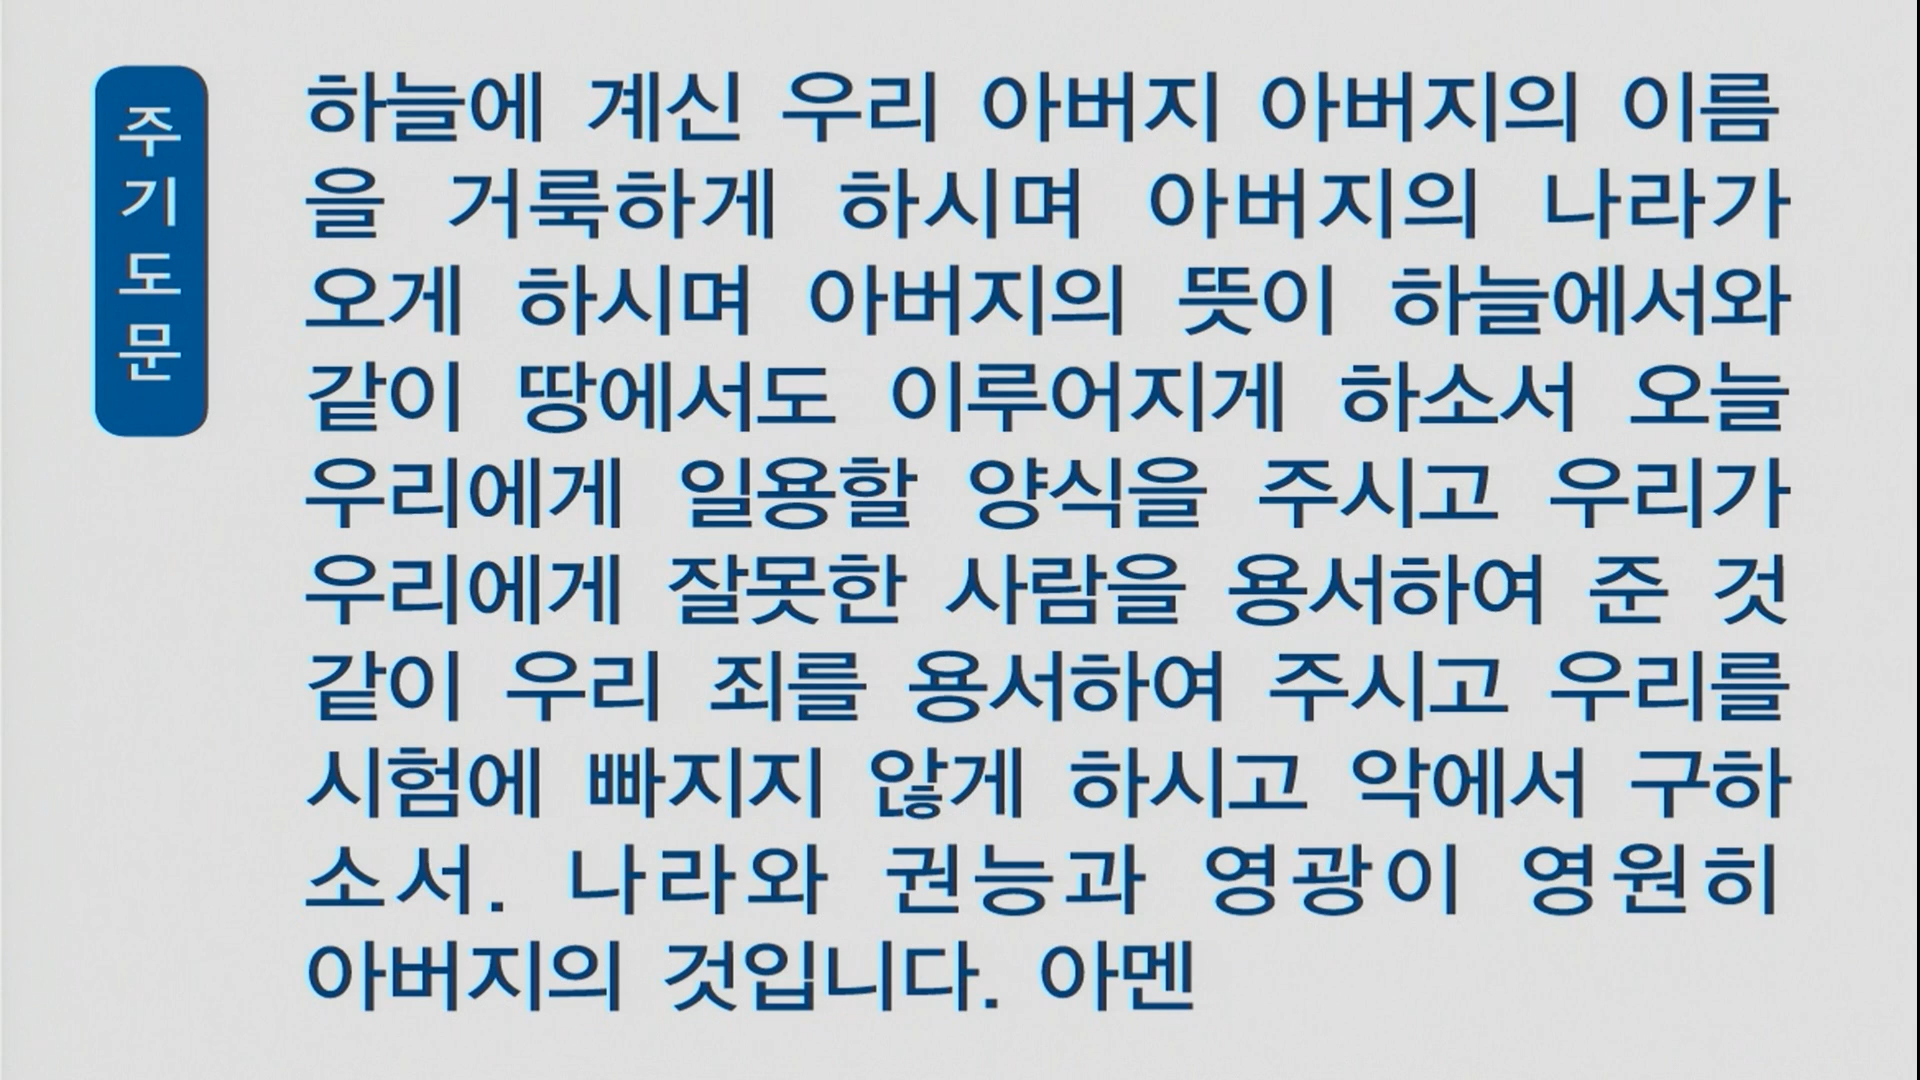 주기도문
하늘에 계신 우리 아버지 아버지의 이름
을 거룩하게 하시며 아버지의 나라가
오게 하시며 아버지의 뜻이 하늘에서와
같이 땅에서도 이루어지게 하소서 오늘
우리에게 일용할 양식을 주시고 우리가
우리에게 잘못한 사람을 용서하여 준 것
같이 우리 죄를 용서하여 주시고 우리를
시험에 빠지지 않게 하시고 악에서 구하
소서. 나라와 권능과 영광이 영원히
아버지의 것입니다. 아멘